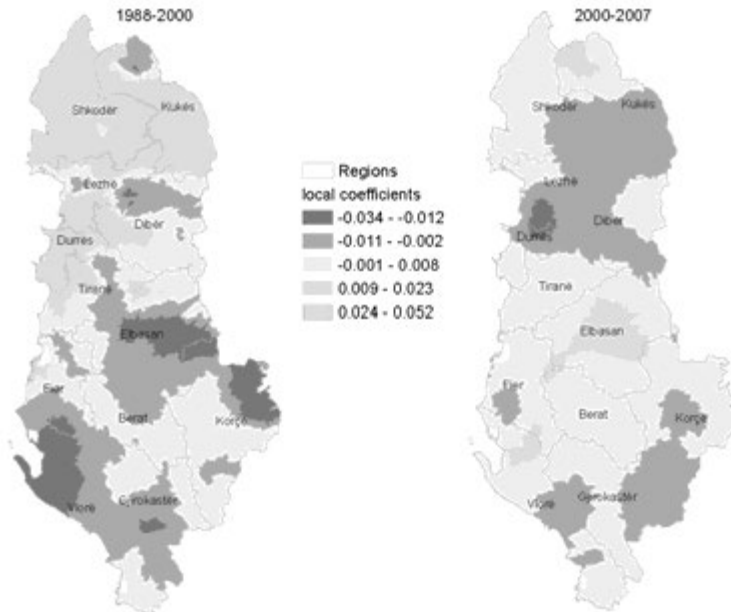 1988-2000
Shkodër
Kukës
Lezhë
Dibër
Durrës
Tiranë
Elbasan
Fier
Berat
Korçë
Vlorë
Gjirokastër
Regions
local coefficients
-0.034 - -0.012
-0.011 - -0.002
-0.001 - 0.008
0.009 - 0.023
0.024 - 0.052
2000-2007
Shkodër
Kukës
Lezhë
Dibër
Durrës
Tiranë
Elbasan
Fier
Berat
Korçë
Vlorë
Gjirokastër